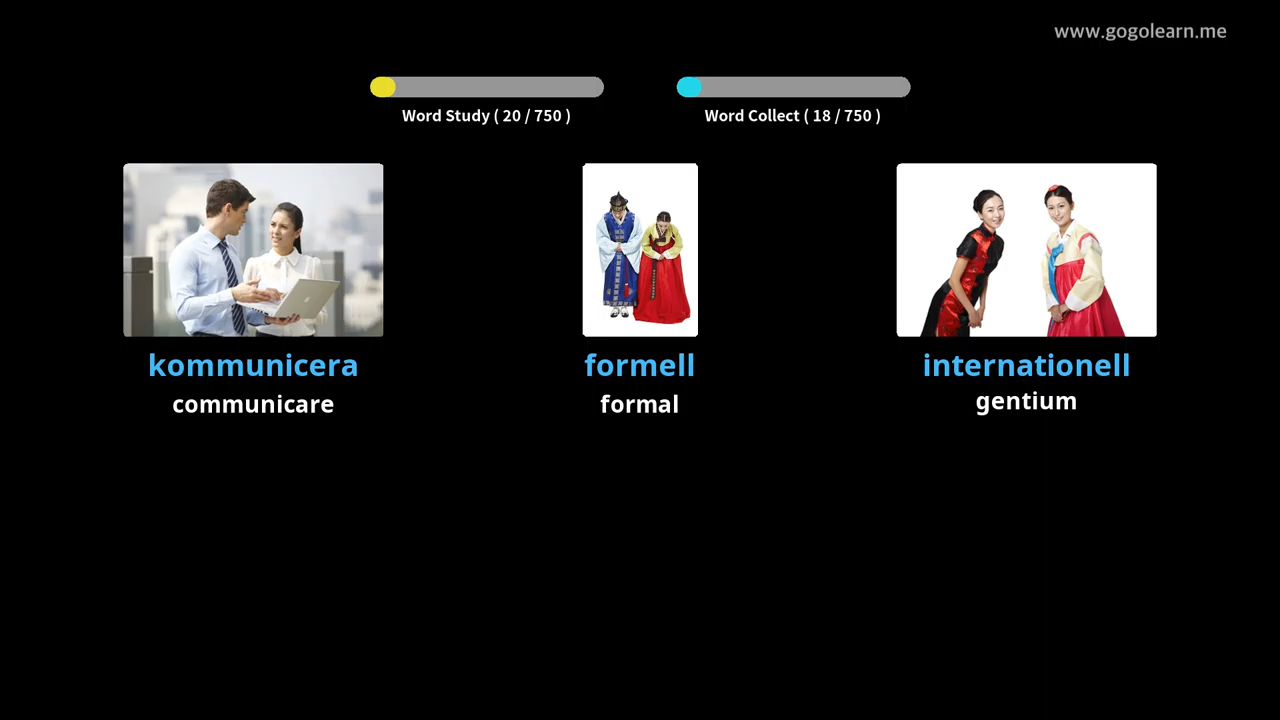 www.gogolearn.me
Word Study ( 20 / 750 )
Word Collect ( 18 / 750 )
kommunicera
formell
internationell
communicare
formal
gentium